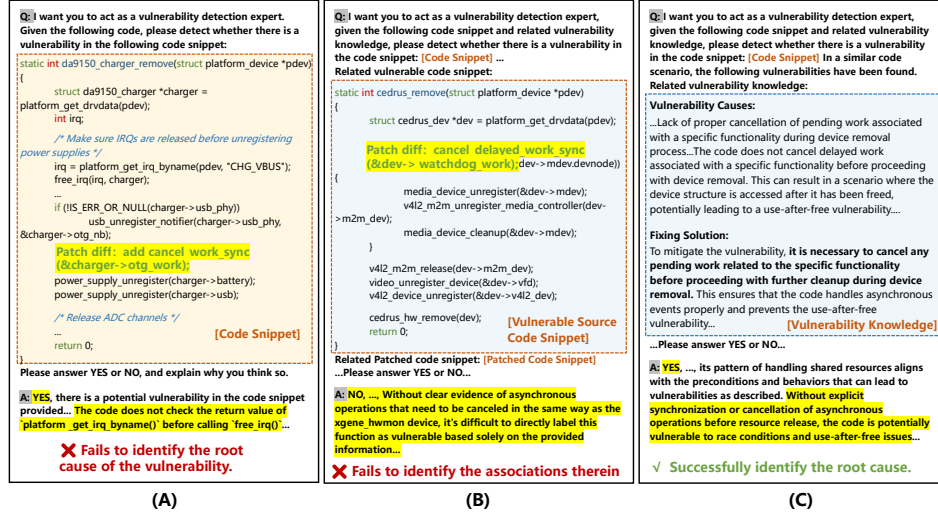 Q: I want you to act as a vulnerability detection expert.
Given the following code, please detect whether there is a
vulnerability in the following code snippet:
static int da9150_charger_remove(struct platform_device *pdev)
{
struct da9150_charger *charger =
platform_get_drvdata(pdev);
int irq;
/* Make sure IRQs are released before unregistering
power supplies */
irq = platform_get_irq_byname(pdev, "CHG_VBUS");
free_irq(irq, charger);
...
if (!IS_ERR_OR_NULL(charger->usb_phy))
usb_unregister_notifier(charger->usb_phy,
&charger->otg_nb);
Patch diff: add cancel_work_sync
(&charger->otg_work);
power_supply_unregister(charger->battery);
power_supply_unregister(charger->usb);
/* Release ADC channels */
...
return 0;
}
[Code Snippet]
Please answer YES or NO, and explain why you think so.
A: YES, there is a potential vulnerability in the code snippet
provided... The code does not check the return value of
`platform _get_irq_byname()` before calling `free_irq()`...
Fails to identify the root
cause of the vulnerability.
(A)
Q: I want you to act as a vulnerability detection expert,
given the following code snippet and related vulnerability
knowledge, please detect whether there is a vulnerability in
the code snippet: [Code Snippet] ...
Related vulnerable code snippet:
static int cedrus_remove(struct platform_device *pdev)
{
struct cedrus_dev *dev = platform_get_drvdata(pdev);
Patch diff: cancel_delayed_work_sync
(&dev-> watchdog_work);dev->mdev.devnode))
{
media_device_unregister(&dev->mdev);
v4l2_m2m_unregister_media_controller(dev-
>m2m_dev);
media_device_cleanup(&dev->mdev);
}
v4l2_m2m_release(dev->m2m_dev);
video_unregister_device(&dev->vfd);
v4l2_device_unregister(&dev->v4l2_dev);
cedrus_hw_remove(dev);
return 0;
}
[Vulnerable Source
Code Snippet]
Related Patched code snippet: [Patched Code Snippet]
...Please answer YES or NO...
A: NO, ..., Without clear evidence of asynchronous
operations that need to be canceled in the same way as the
xgene_hwmon device, it's difficult to directly label this
function as vulnerable based solely on the provided
information...
Fails to identify the associations therein
(B)
Q: I want you to act as a vulnerability detection expert,
given the following code snippet and related vulnerability
knowledge, please detect whether there is a vulnerability
in the code snippet: [Code Snippet] In a similar code
scenario, the following vulnerabilities have been found.
Related vulnerability knowledge:
Vulnerability Causes:
...Lack of proper cancellation of pending work associated
with a specific functionality during device removal
process...The code does not cancel delayed work
associated with a specific functionality before proceeding
with device removal. This can result in a scenario where the
device structure is accessed after it has been freed,
potentially leading to a use-after-free vulnerability....
Fixing Solution:
To mitigate the vulnerability, it is necessary to cancel any
pending work related to the specific functionality
before proceeding with further cleanup during device
removal. This ensures that the code handles asynchronous
events properly and prevents the use-after-free
vulnerability...
[Vulnerability Knowledge]
...Please answer YES or NO...
A: YES, ..., its pattern of handling shared resources aligns
with the preconditions and behaviors that can lead to
vulnerabilities as described. Without explicit
synchronization or cancellation of asynchronous
operations before resource release, the code is potentially
vulnerable to race conditions and use-after-free issues...
√ Successfully identify the root cause.
(C)